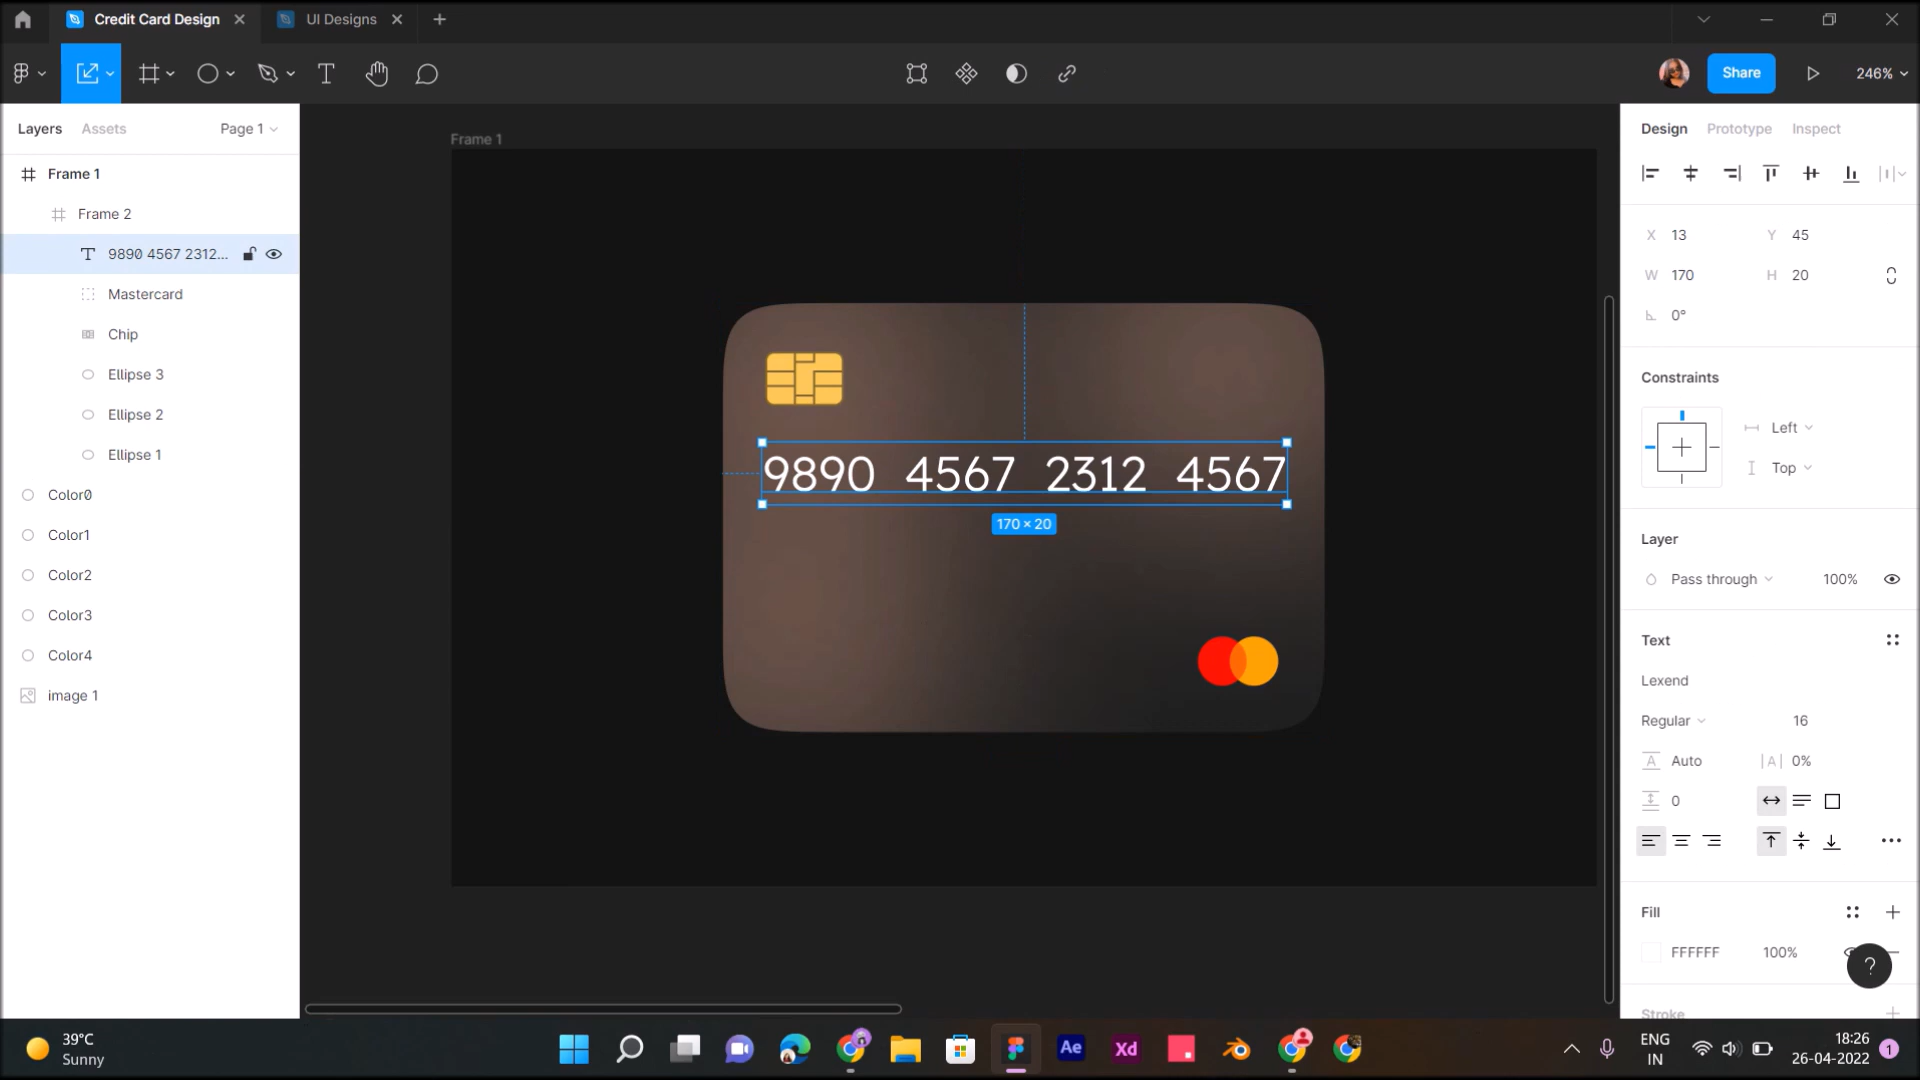 Credit Card Design
UI Designs
Share
246%
Layers
Assets
Page 1
Frame 1
Frame 2
9890 4567 2312...
Mastercard
Chip
Ellipse 3
Ellipse 2
Ellipse 1
Color0
Color1
Color2
Color3
Color4
image 1
Frame 1
9890 4567 2312 4567
170 × 20
Design
Prototype
Inspect
X 13
Y 45
W 170
H 20
0°
Constraints
Left
Top
Layer
Pass through
100%
Text
Lexend
Regular
16
Auto
0%
0
Fill
FFFFFF
100%
?
Stroke
39°C
Sunny
Ae
Xd
ENG
IN
18:26
26-04-2022
1